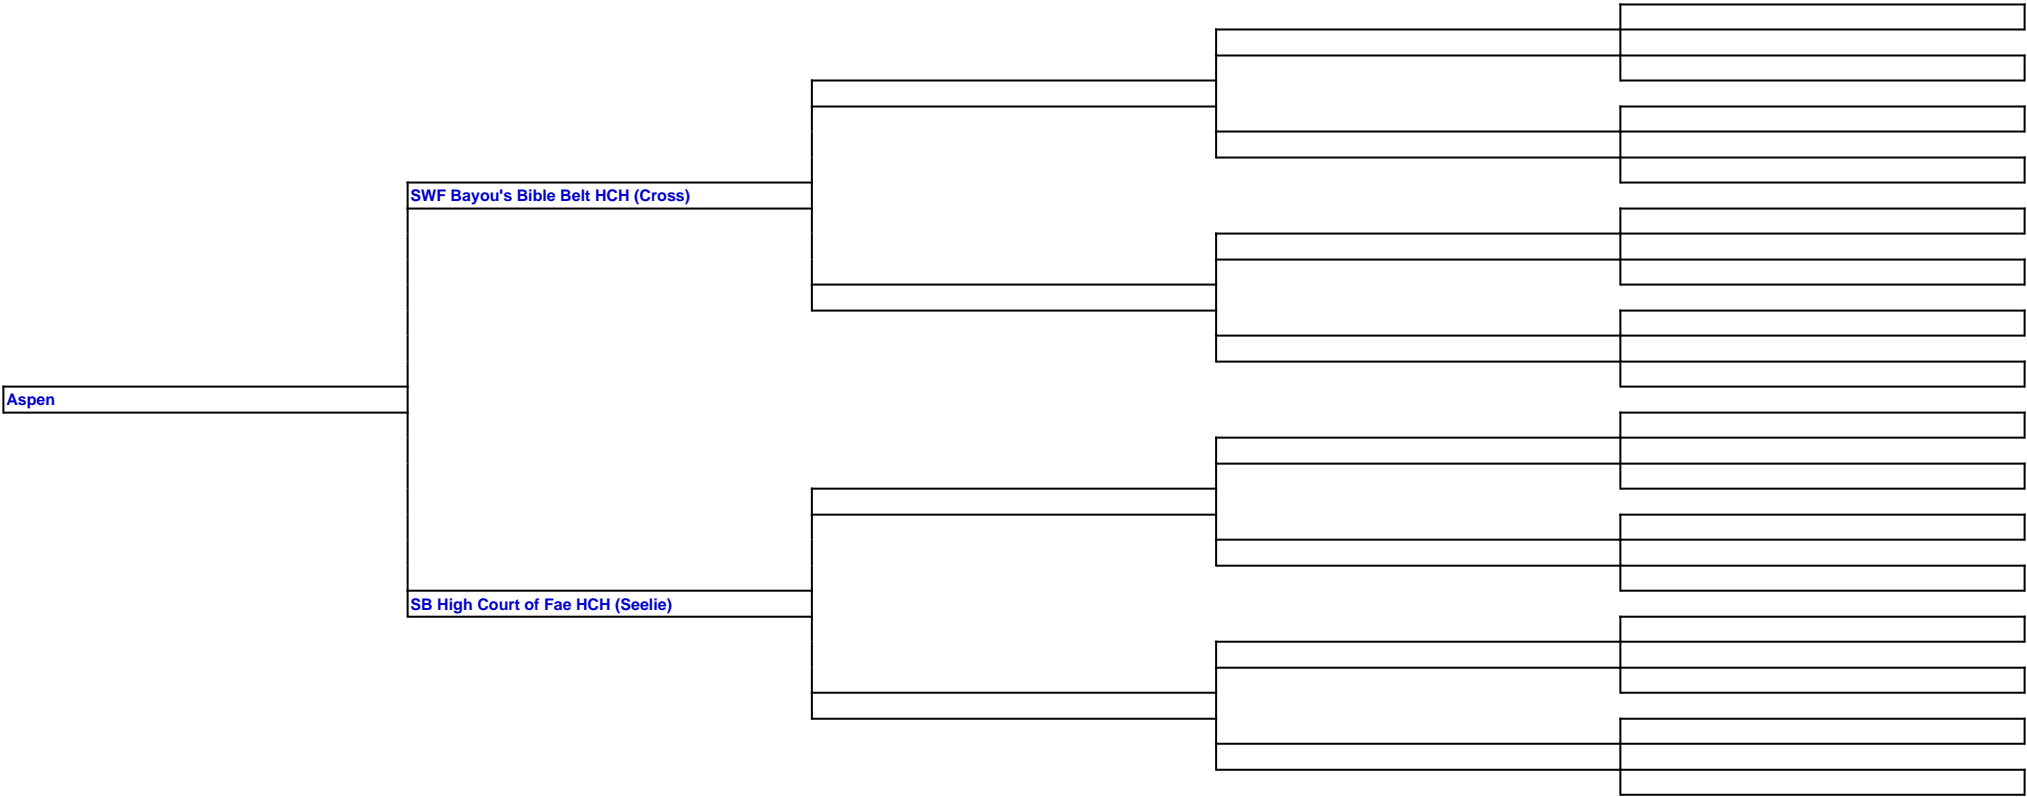 SWF Bayou's Bible Belt HCH (Cross)
Aspen
SB High Court of Fae HCH (Seelie)